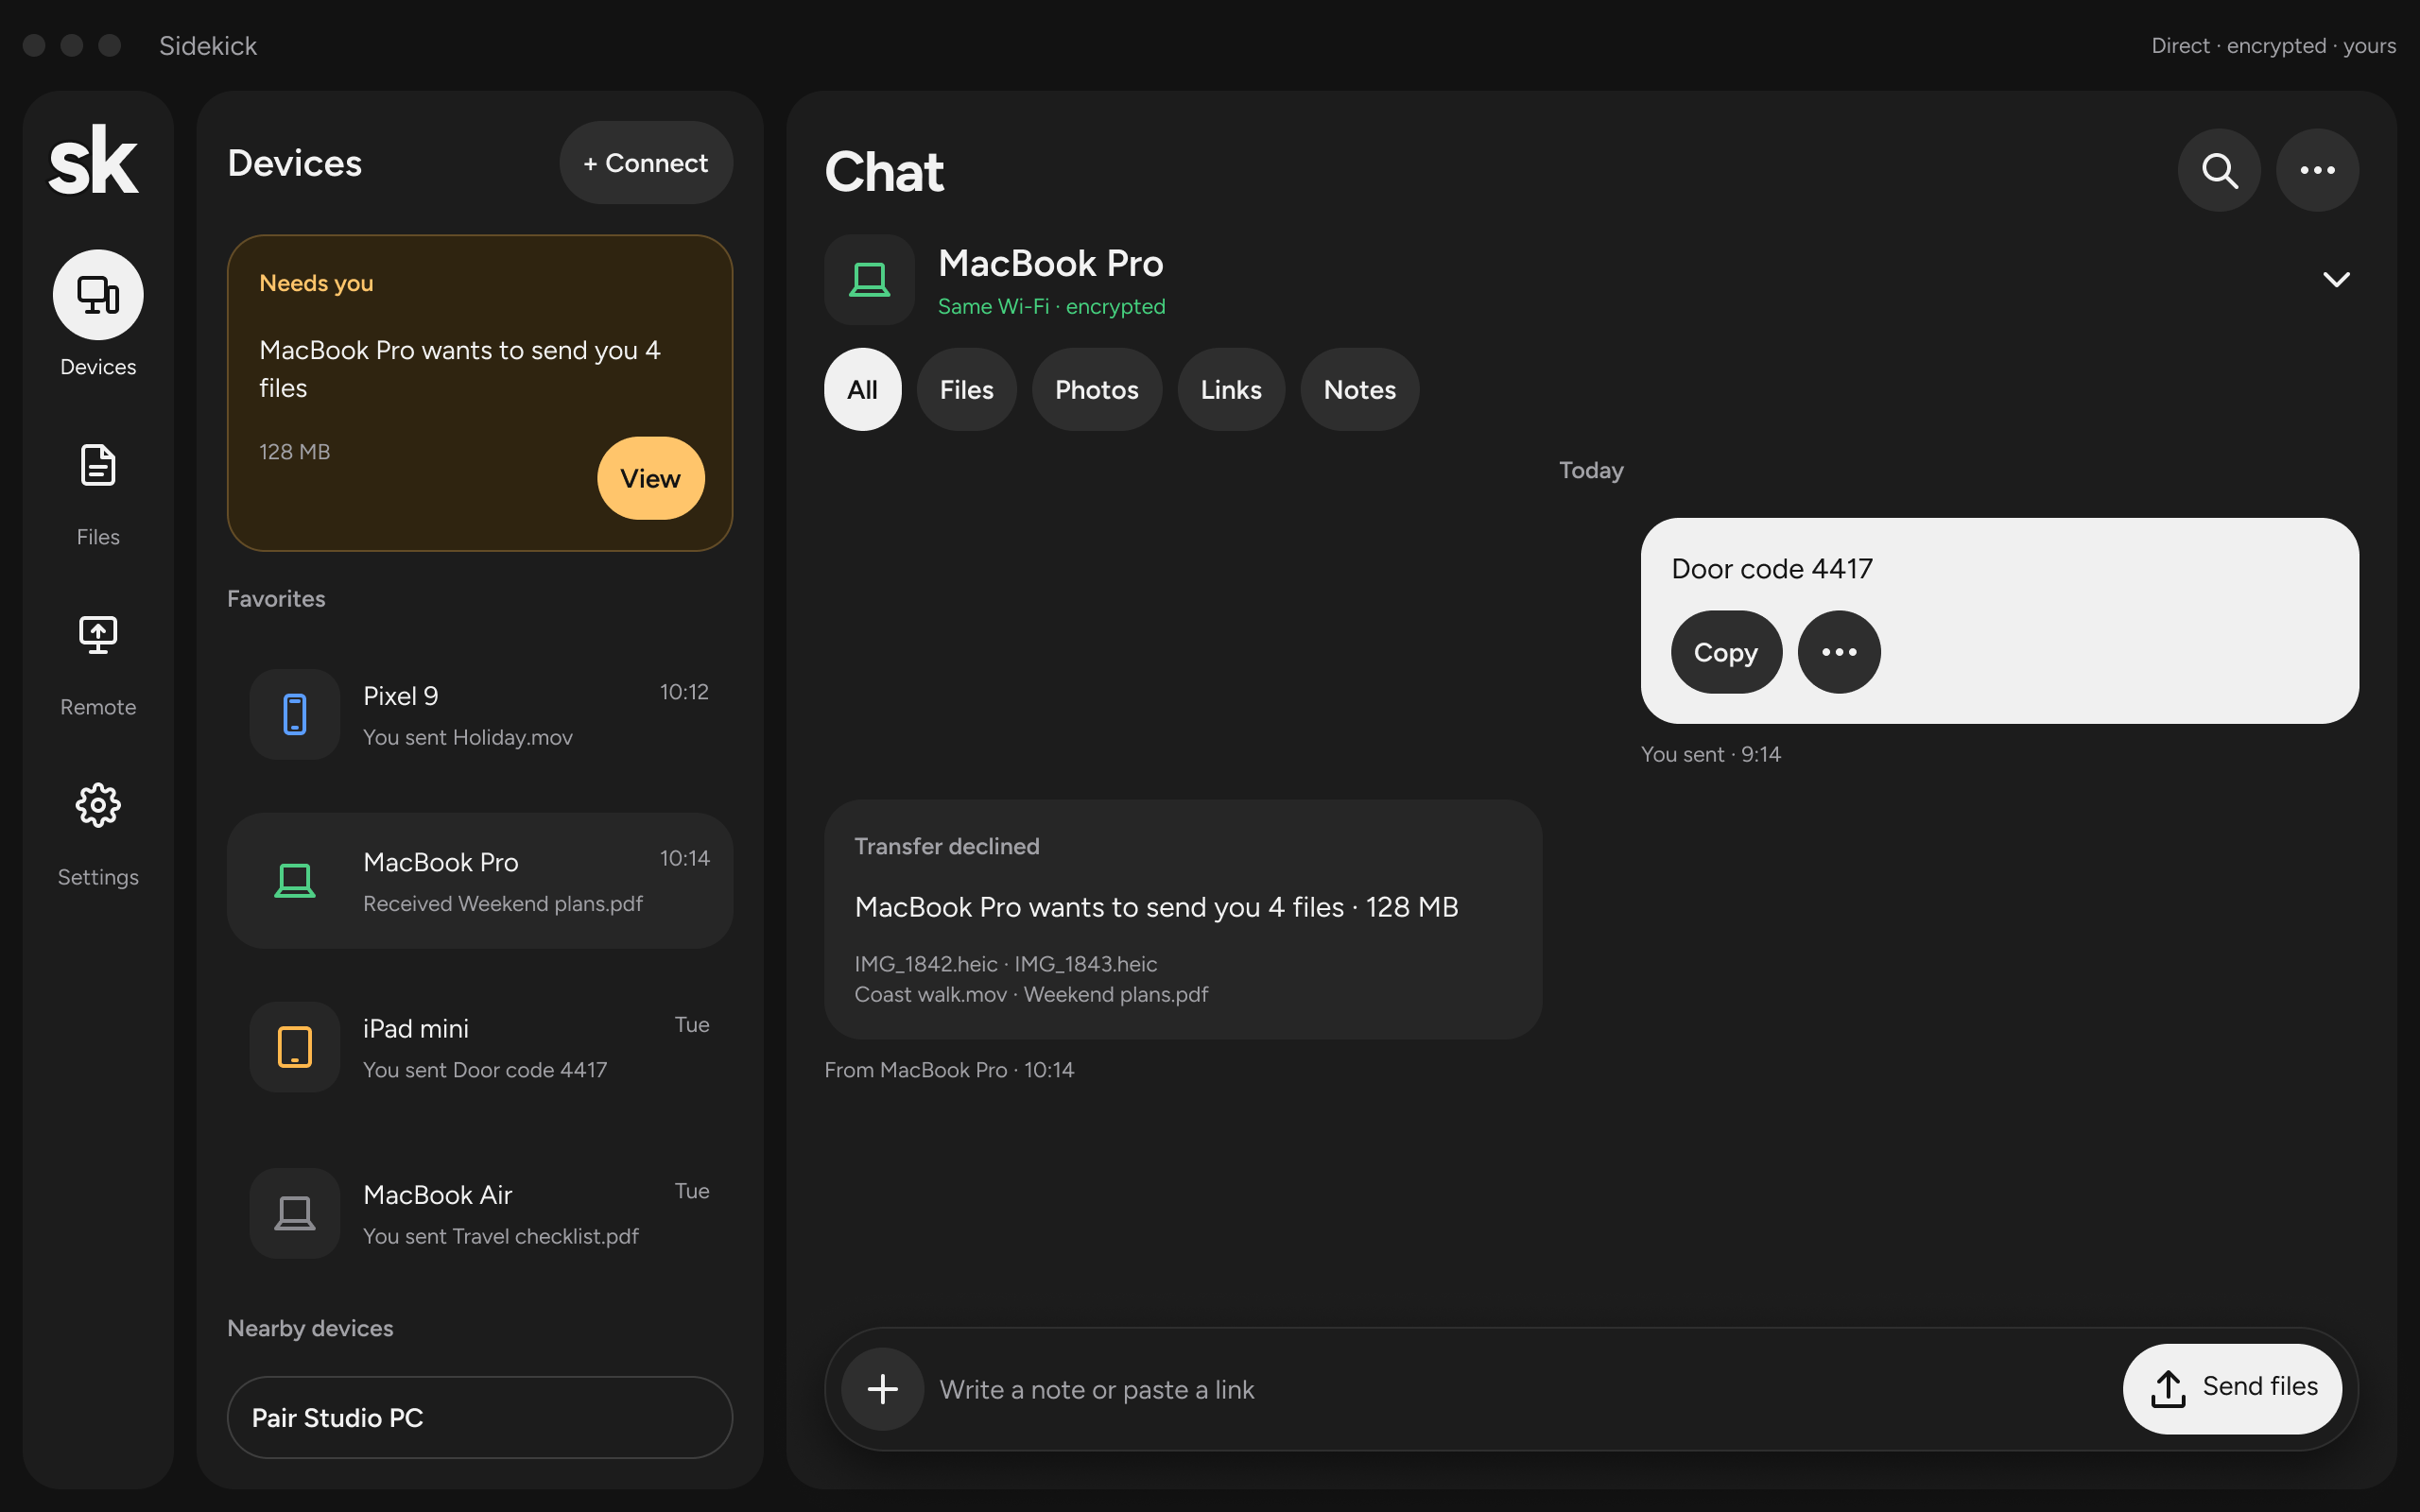 Sidekick
Direct · encrypted · yours
sk
Devices
Files
Remote
Settings
Devices
+ Connect
Needs you
MacBook Pro wants to send you 4
files
128 MB
View
Favorites
Pixel 9
10:12
You sent Holiday.mov
MacBook Pro
10:14
Received Weekend plans.pdf
iPad mini
Tue
You sent Door code 4417
MacBook Air
Tue
You sent Travel checklist.pdf
Nearby devices
Pair Studio PC
Chat
MacBook Pro
Same Wi-Fi · encrypted
All
Files
Photos
Links
Notes
Today
Door code 4417
Copy
You sent · 9:14
Transfer declined
MacBook Pro wants to send you 4 files · 128 MB
IMG_1842.heic · IMG_1843.heic
Coast walk.mov · Weekend plans.pdf
From MacBook Pro · 10:14
Write a note or paste a link
Send files